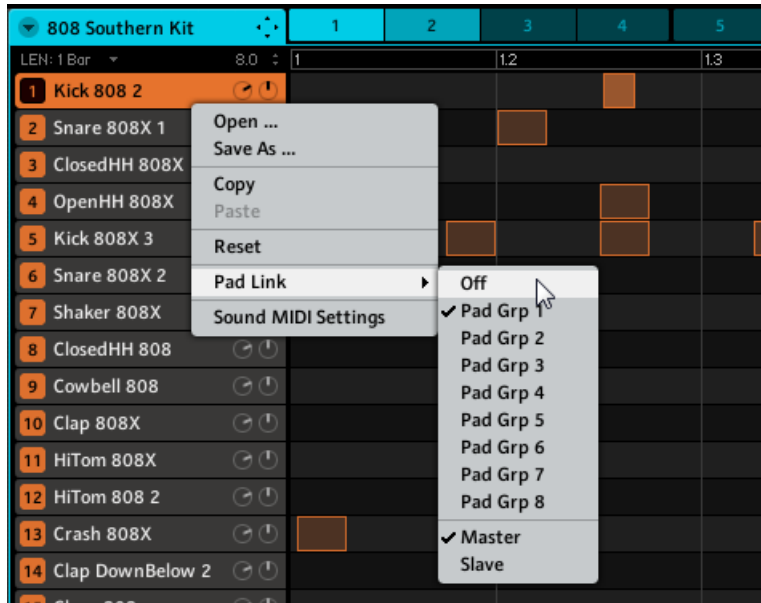 808 Southern Kit
1
2
3
4
5
LEN: 1 Bar
8.0
1
1.2
1.3
1 Kick 808 2
2 Snare 808X 1
3 ClosedHH 808X
4 OpenHH 808X
5 Kick 808X 3
6 Snare 808X 2
7 Shaker 808X
8 ClosedHH 808
9 Cowbell 808
10 Clap 808X
11 HiTom 808X
12 HiTom 808 2
13 Crash 808X
14 Clap DownBelow 2
Open ...
Save As ...
Copy
Paste
Reset
Pad Link
Sound MIDI Settings
Off
Pad Grp 1
Pad Grp 2
Pad Grp 3
Pad Grp 4
Pad Grp 5
Pad Grp 6
Pad Grp 7
Pad Grp 8
Master
Slave